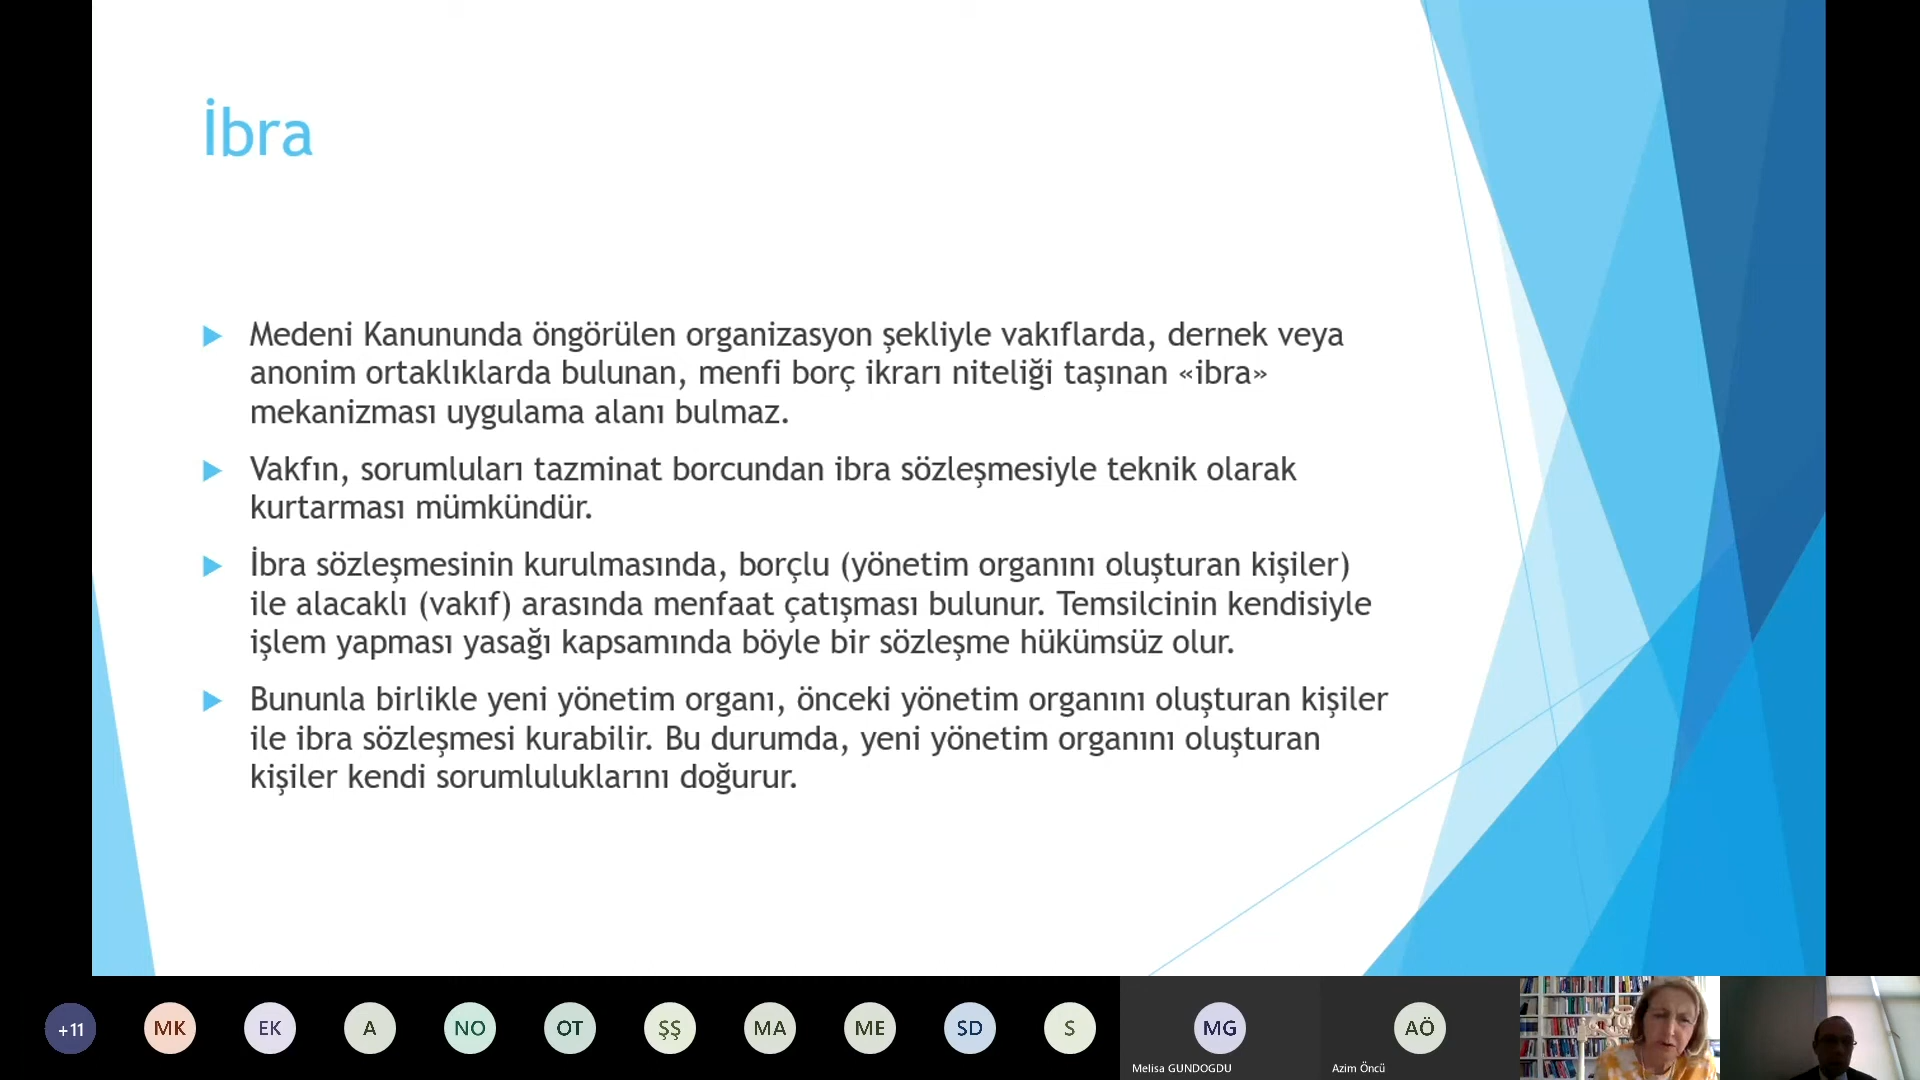 İbra
Medeni Kanununda öngörülen organizasyon şekliyle vakıflarda, dernek veya
anonim ortaklıklarda bulunan, menfi borç ikrarı niteliği taşınan «ibra»
mekanizması uygulama alanı bulmaz.
Vakfın, sorumluları tazminat borcundan ibra sözleşmesiyle teknik olarak
kurtarması mümkündür.
İbra sözleşmesinin kurulmasında, borçlu (yönetim organını oluşturan kişiler)
ile alacaklı (vakıf) arasında menfaat çatışması bulunur. Temsilcinin kendisiyle
işlem yapması yasağı kapsamında böyle bir sözleşme hükümsüz olur.
Bununla birlikte yeni yönetim organı, önceki yönetim organını oluşturan kişiler
ile ibra sözleşmesi kurabilir. Bu durumda, yeni yönetim organını oluşturan
kişiler kendi sorumluluklarını doğurur.
+11 MK EK A NO OT ŞŞ MA ME SD S MG AÖ
Melisa GUNDOGDU Azim Öncü